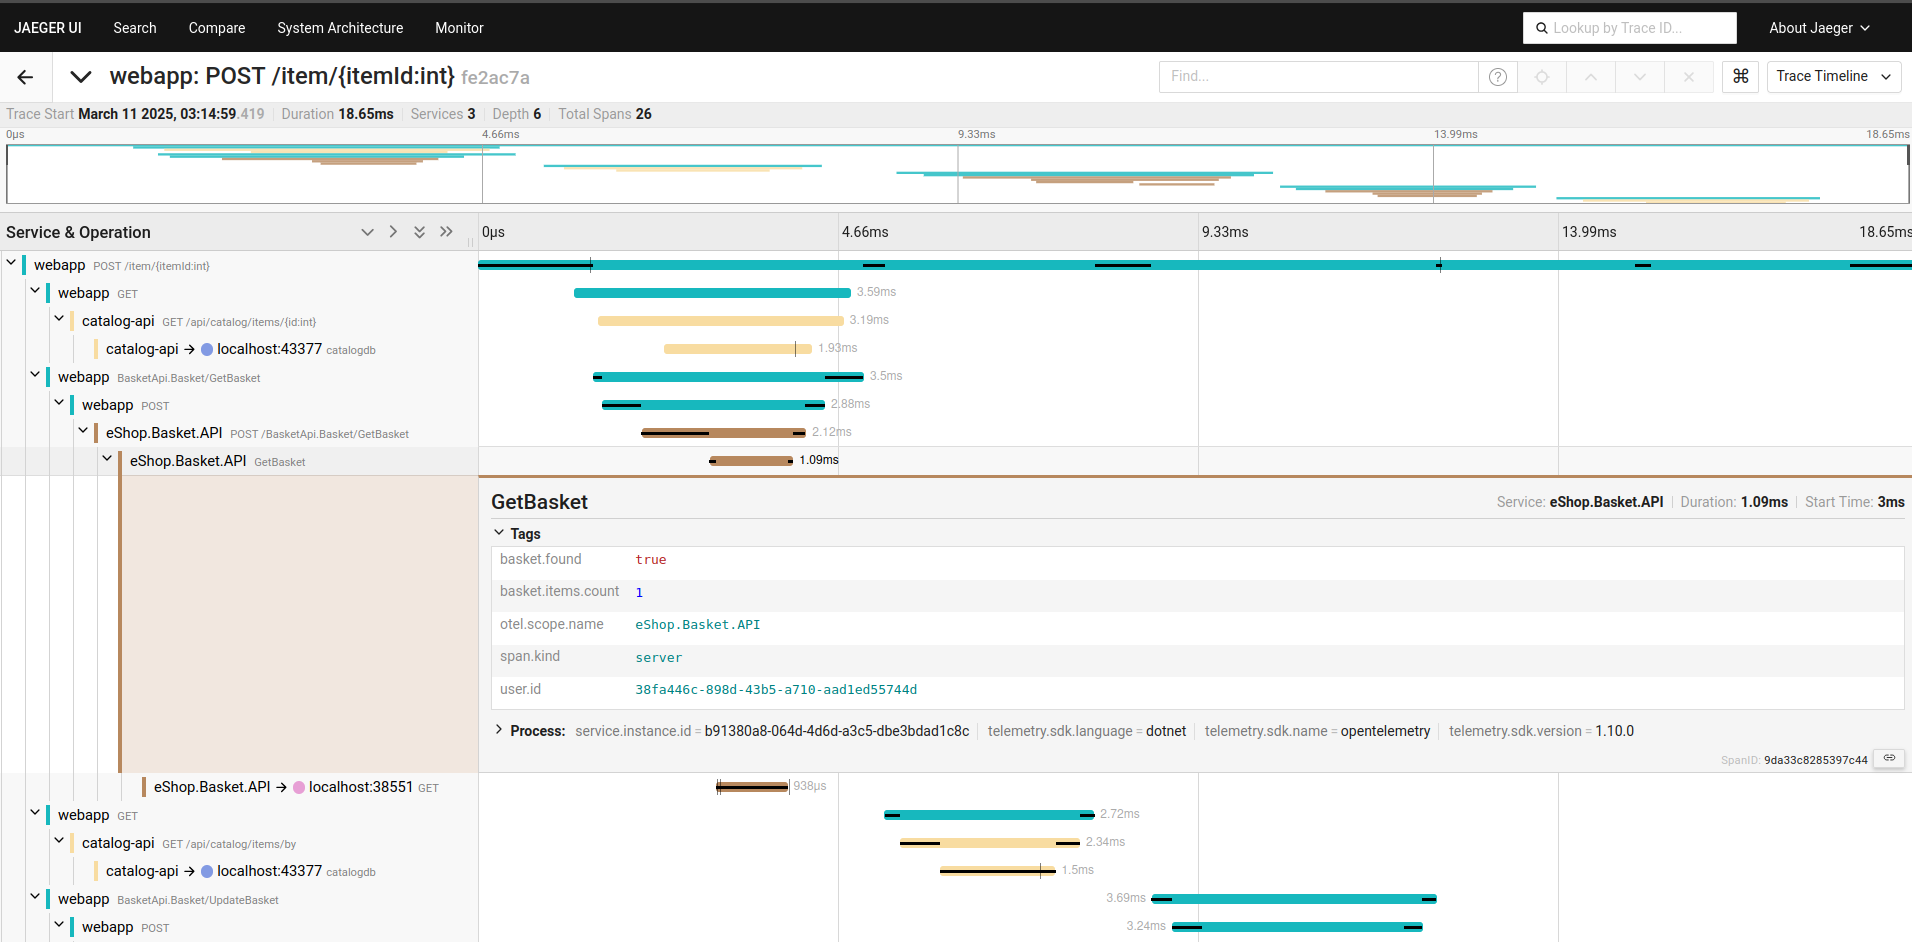 JAEGER UI Search Compare System Architecture Monitor Lookup by Trace ID... About Jaeger
webapp: POST /item/{itemId:int} fe2ac7a Find... Trace Timeline
Trace Start March 11 2025, 03:14:59.419 Duration 18.65ms Services 3 Depth 6 Total Spans 26
0μs 4.66ms 9.33ms 13.99ms 18.65ms
Service & Operation 0μs 4.66ms 9.33ms 13.99ms 18.65ms
webapp POST /item/{itemId:int}
webapp GET 3.59ms
catalog-api GET /api/catalog/items/{id:int} 3.19ms
catalog-api → localhost:43377 catalogdb 1.93ms
webapp BasketApi.Basket/GetBasket 3.5ms
webapp POST 2.88ms
eShop.Basket.API POST /BasketApi.Basket/GetBasket 2.12ms
eShop.Basket.API GetBasket 1.09ms
GetBasket Service: eShop.Basket.API Duration: 1.09ms Start Time: 3ms
Tags
basket.found true
basket.items.count 1
otel.scope.name eShop.Basket.API
span.kind server
user.id 38fa446c-898d-43b5-a710-aad1ed55744d
Process: service.instance.id = b91380a8-064d-4d6d-a3c5-dbe3bdad1c8c telemetry.sdk.language = dotnet telemetry.sdk.name = opentelemetry telemetry.sdk.version = 1.10.0
SpanID: 9da33c8285397c44
eShop.Basket.API → localhost:38551 GET 938μs
webapp GET 2.72ms
catalog-api GET /api/catalog/items/by 2.34ms
catalog-api → localhost:43377 catalogdb 1.5ms
webapp BasketApi.Basket/UpdateBasket 3.69ms
webapp POST 3.24ms